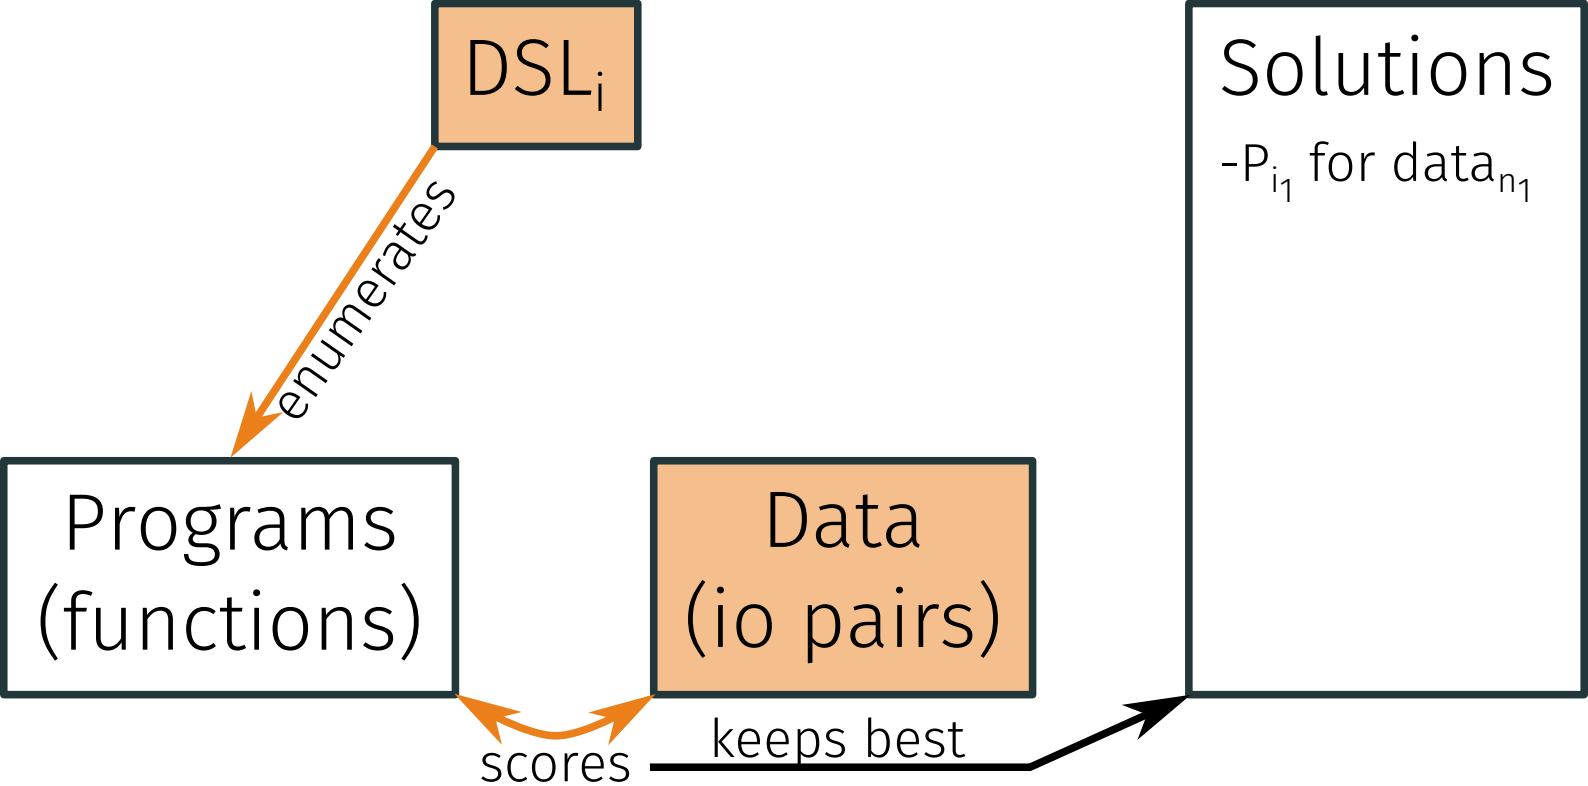 DSLᵢ
Solutions
-Pᵢ₁ for dataₙ₁
enumerates
Programs
(functions)
Data
(io pairs)
scores
keeps best